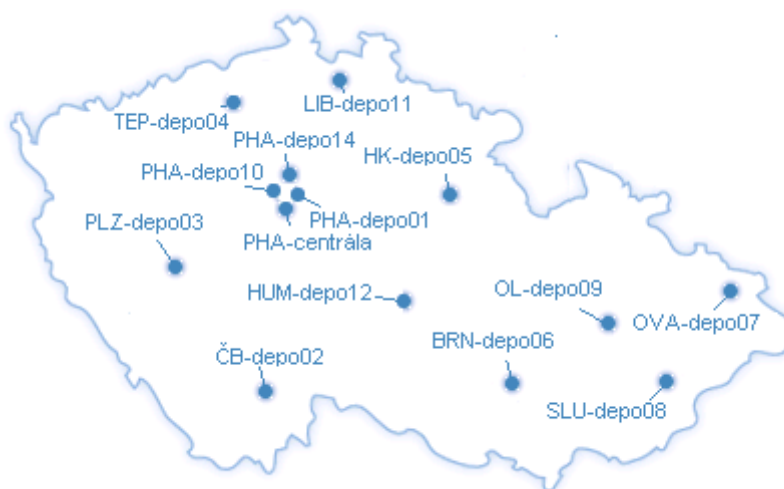 LIB-depo11
TEP-depo04
PHA-depo14
HK-depo05
PHA-depo10
PHA-depo01
PLZ-depo03
PHA-centrála
HUM-depo12
OL-depo09
OVA-depo07
BRN-depo06
ČB-depo02
SLU-depo08